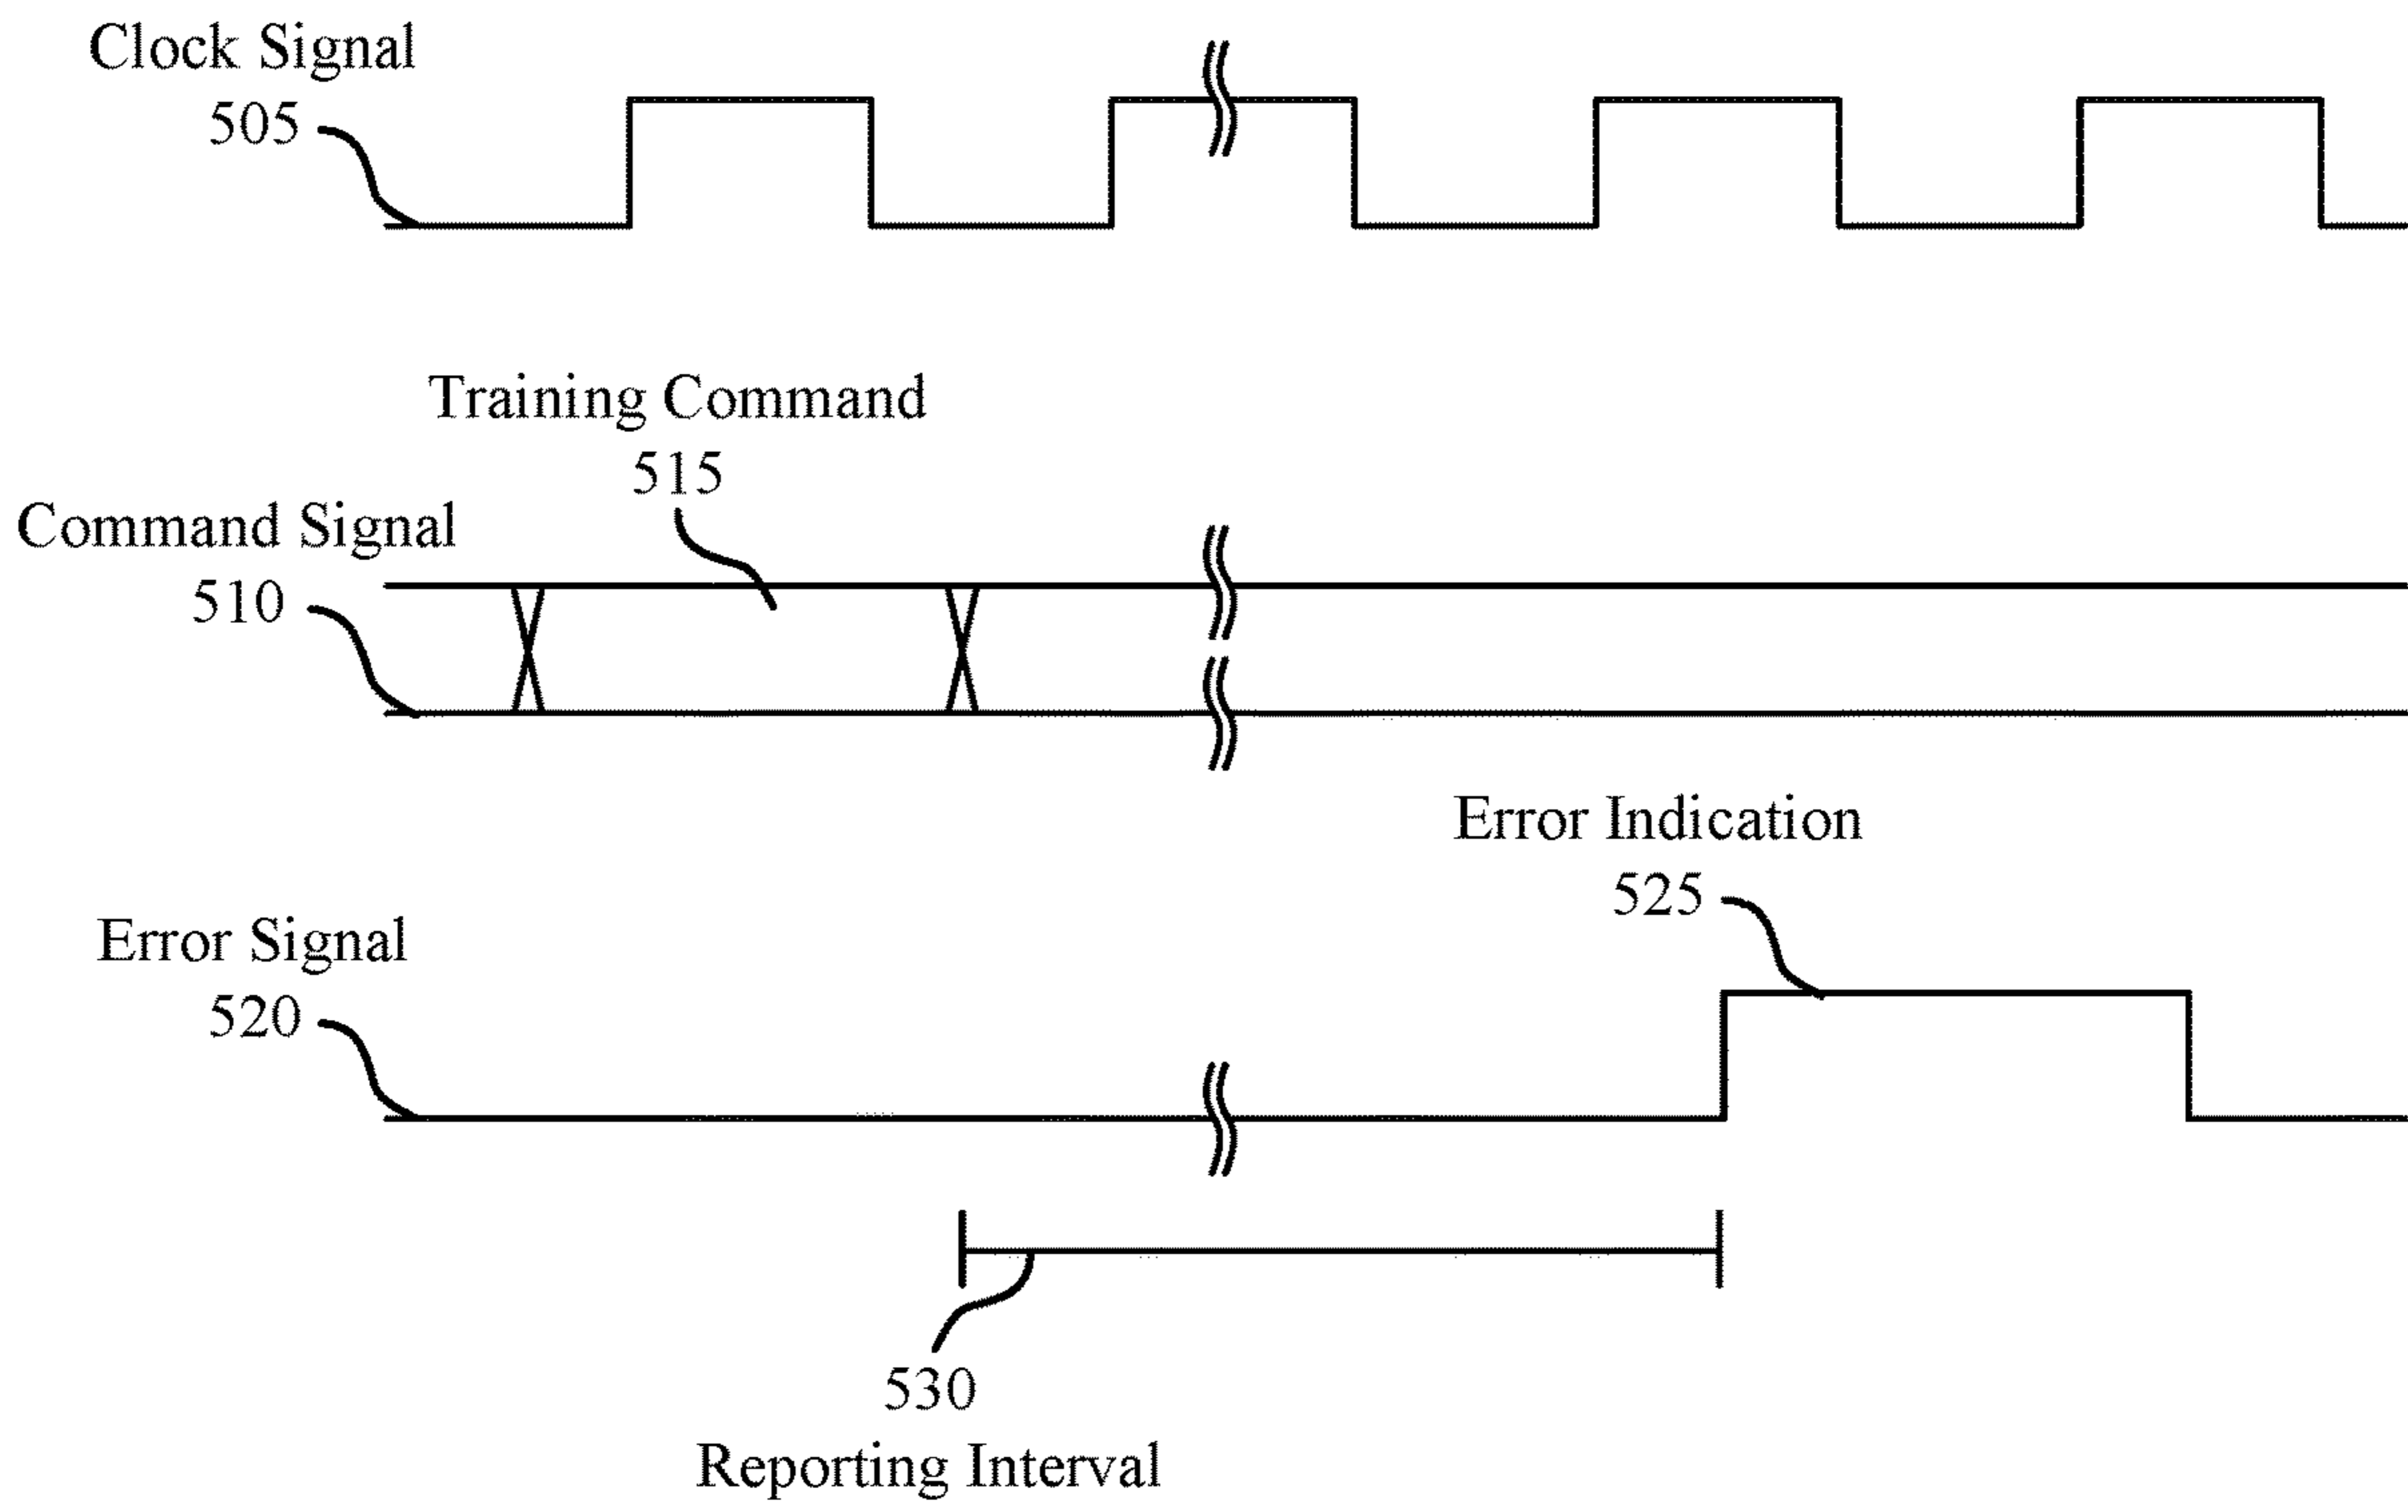 Clock Signal
505
Training Command
515
Command Signal
510
Error Indication
525
Error Signal
520
530
Reporting Interval